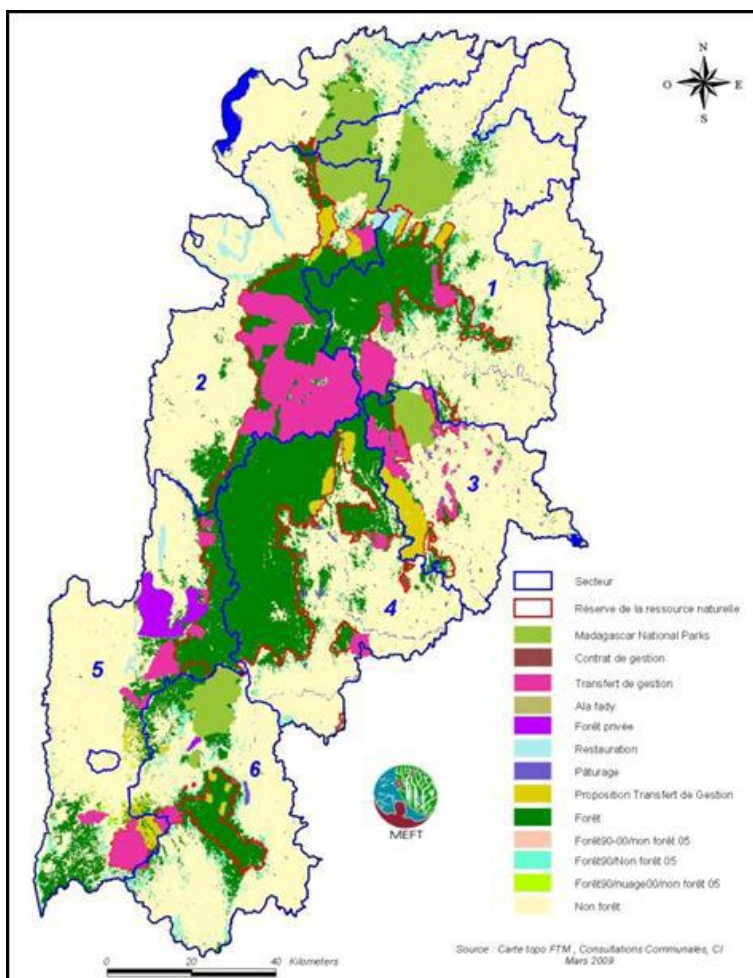 N
O E
S
1
2
3
4
5
6
Secteur
Réserve de la ressource naturelle
Madagascar National Parks
Contrat de gestion
Transfert de gestion
Ala fady
Forêt privée
Restauration
Pâturage
Proposition Transfert de Gestion
Forêt
Forêt90-00/non forêt 05
Forêt90/Non forêt 05
Forêt90/nuage00/non forêt 05
Non forêt
MEFT
0 20 40 Kilometers
Source : Carte topo FTM , Consultations Communales, CI
Mars 2009